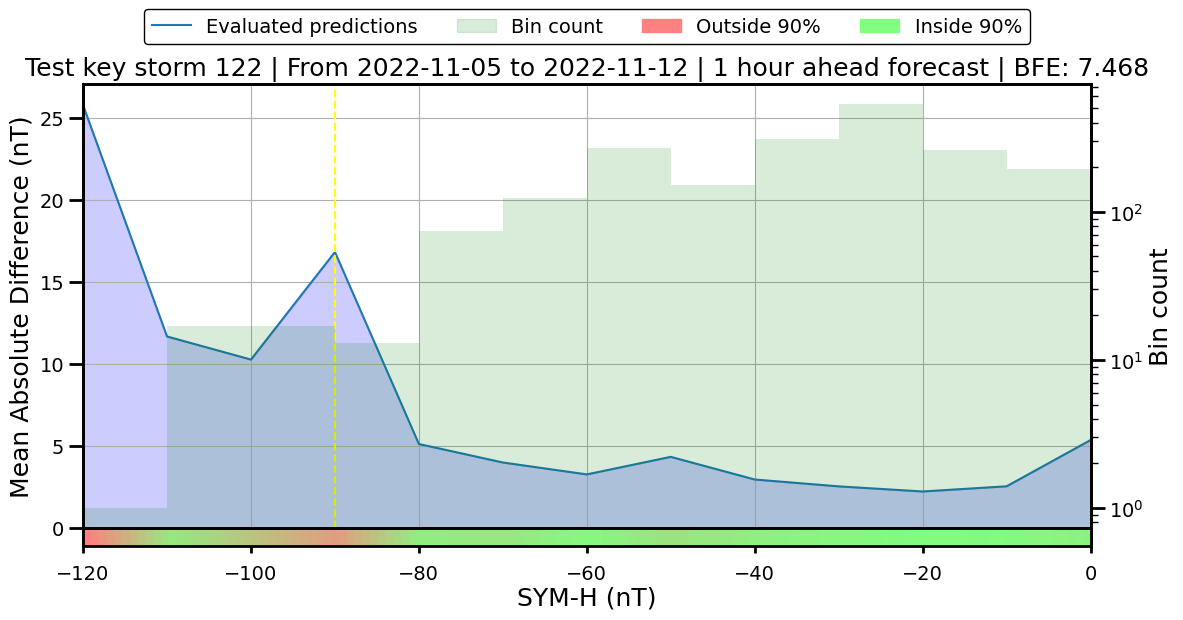 Evaluated predictions Bin count Outside 90% Inside 90%
Test key storm 122 | From 2022-11-05 to 2022-11-12 | 1 hour ahead forecast | BFE: 7.468
Mean Absolute Difference (nT)
25
20
15
10
5
0
10²
10¹
10⁰
Bin count
−120 −100 −80 −60 −40 −20 0
SYM-H (nT)